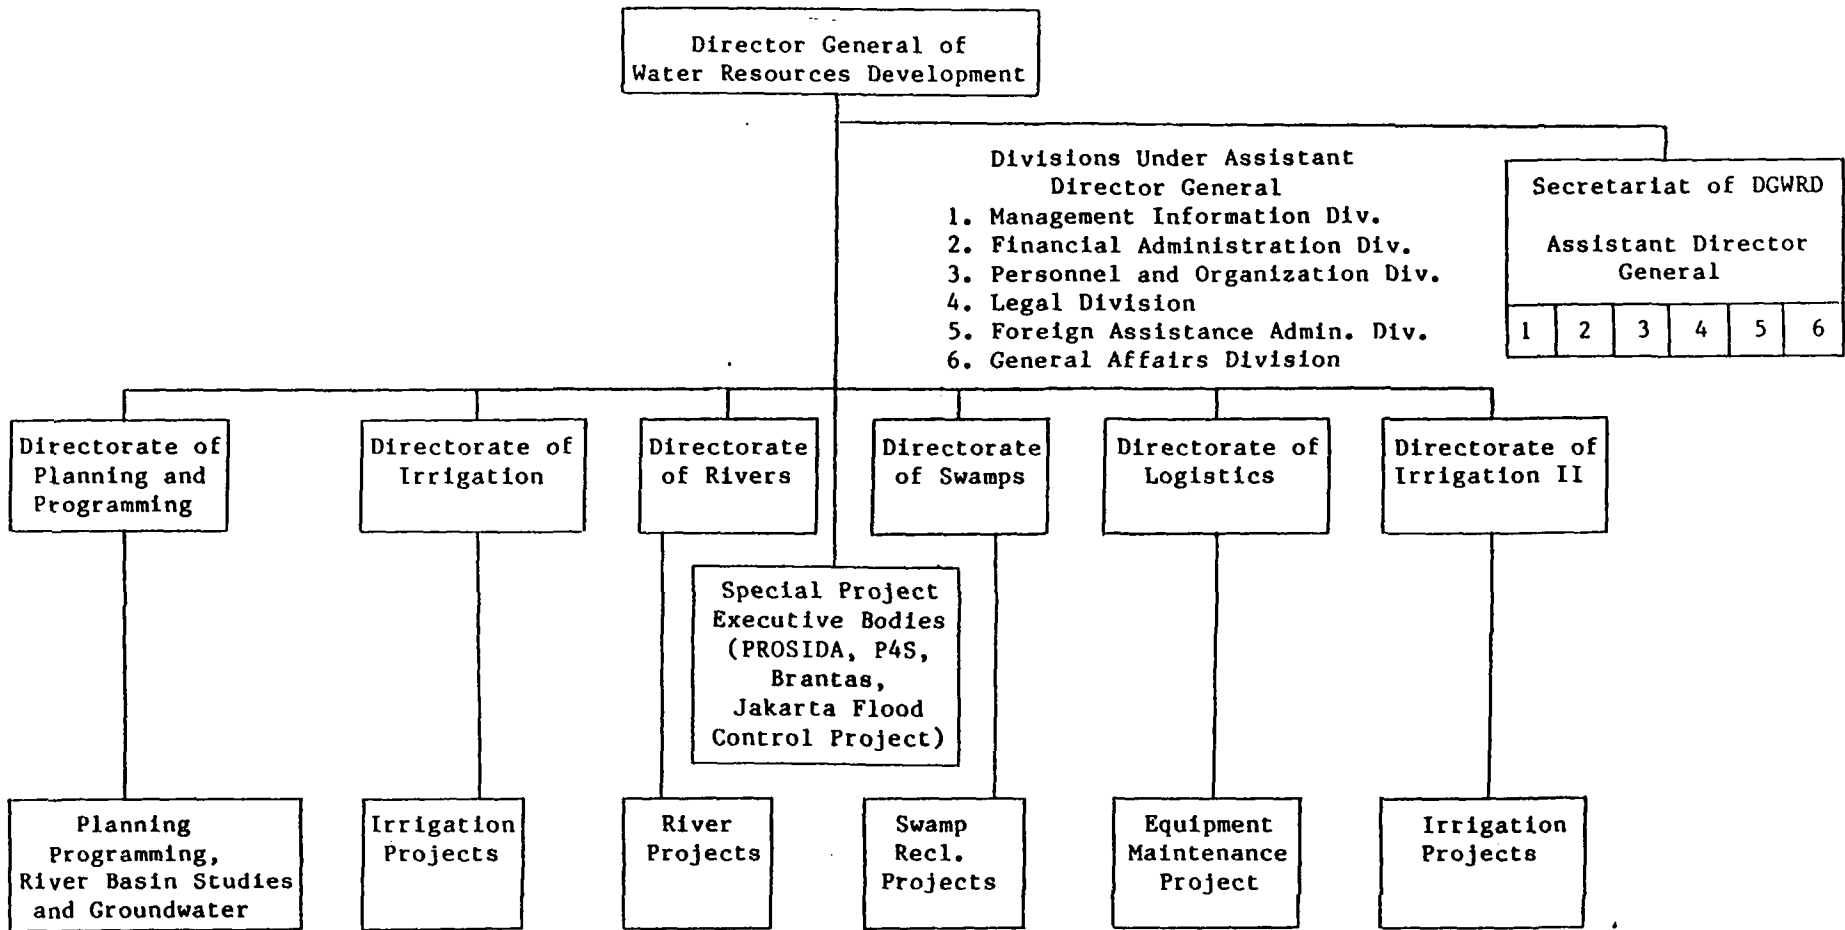 Director General of
Water Resources Development
Divisions Under Assistant
Director General
1. Management Information Div.
2. Financial Administration Div.
3. Personnel and Organization Div.
4. Legal Division
5. Foreign Assistance Admin. Div.
6. General Affairs Division
Secretariat of DGWRD
Assistant Director
General
1 2 3 4 5 6
Directorate of
Planning and
Programming
Directorate of
Irrigation
Directorate
of Rivers
Directorate
of Swamps
Directorate of
Logistics
Directorate of
Irrigation II
Special Project
Executive Bodies
(PROSIDA, P4S,
Brantas,
Jakarta Flood
Control Project)
Planning
Programming,
River Basin Studies
and Groundwater
Irrigation
Projects
River
Projects
Swamp
Recl.
Projects
Equipment
Maintenance
Project
Irrigation
Projects